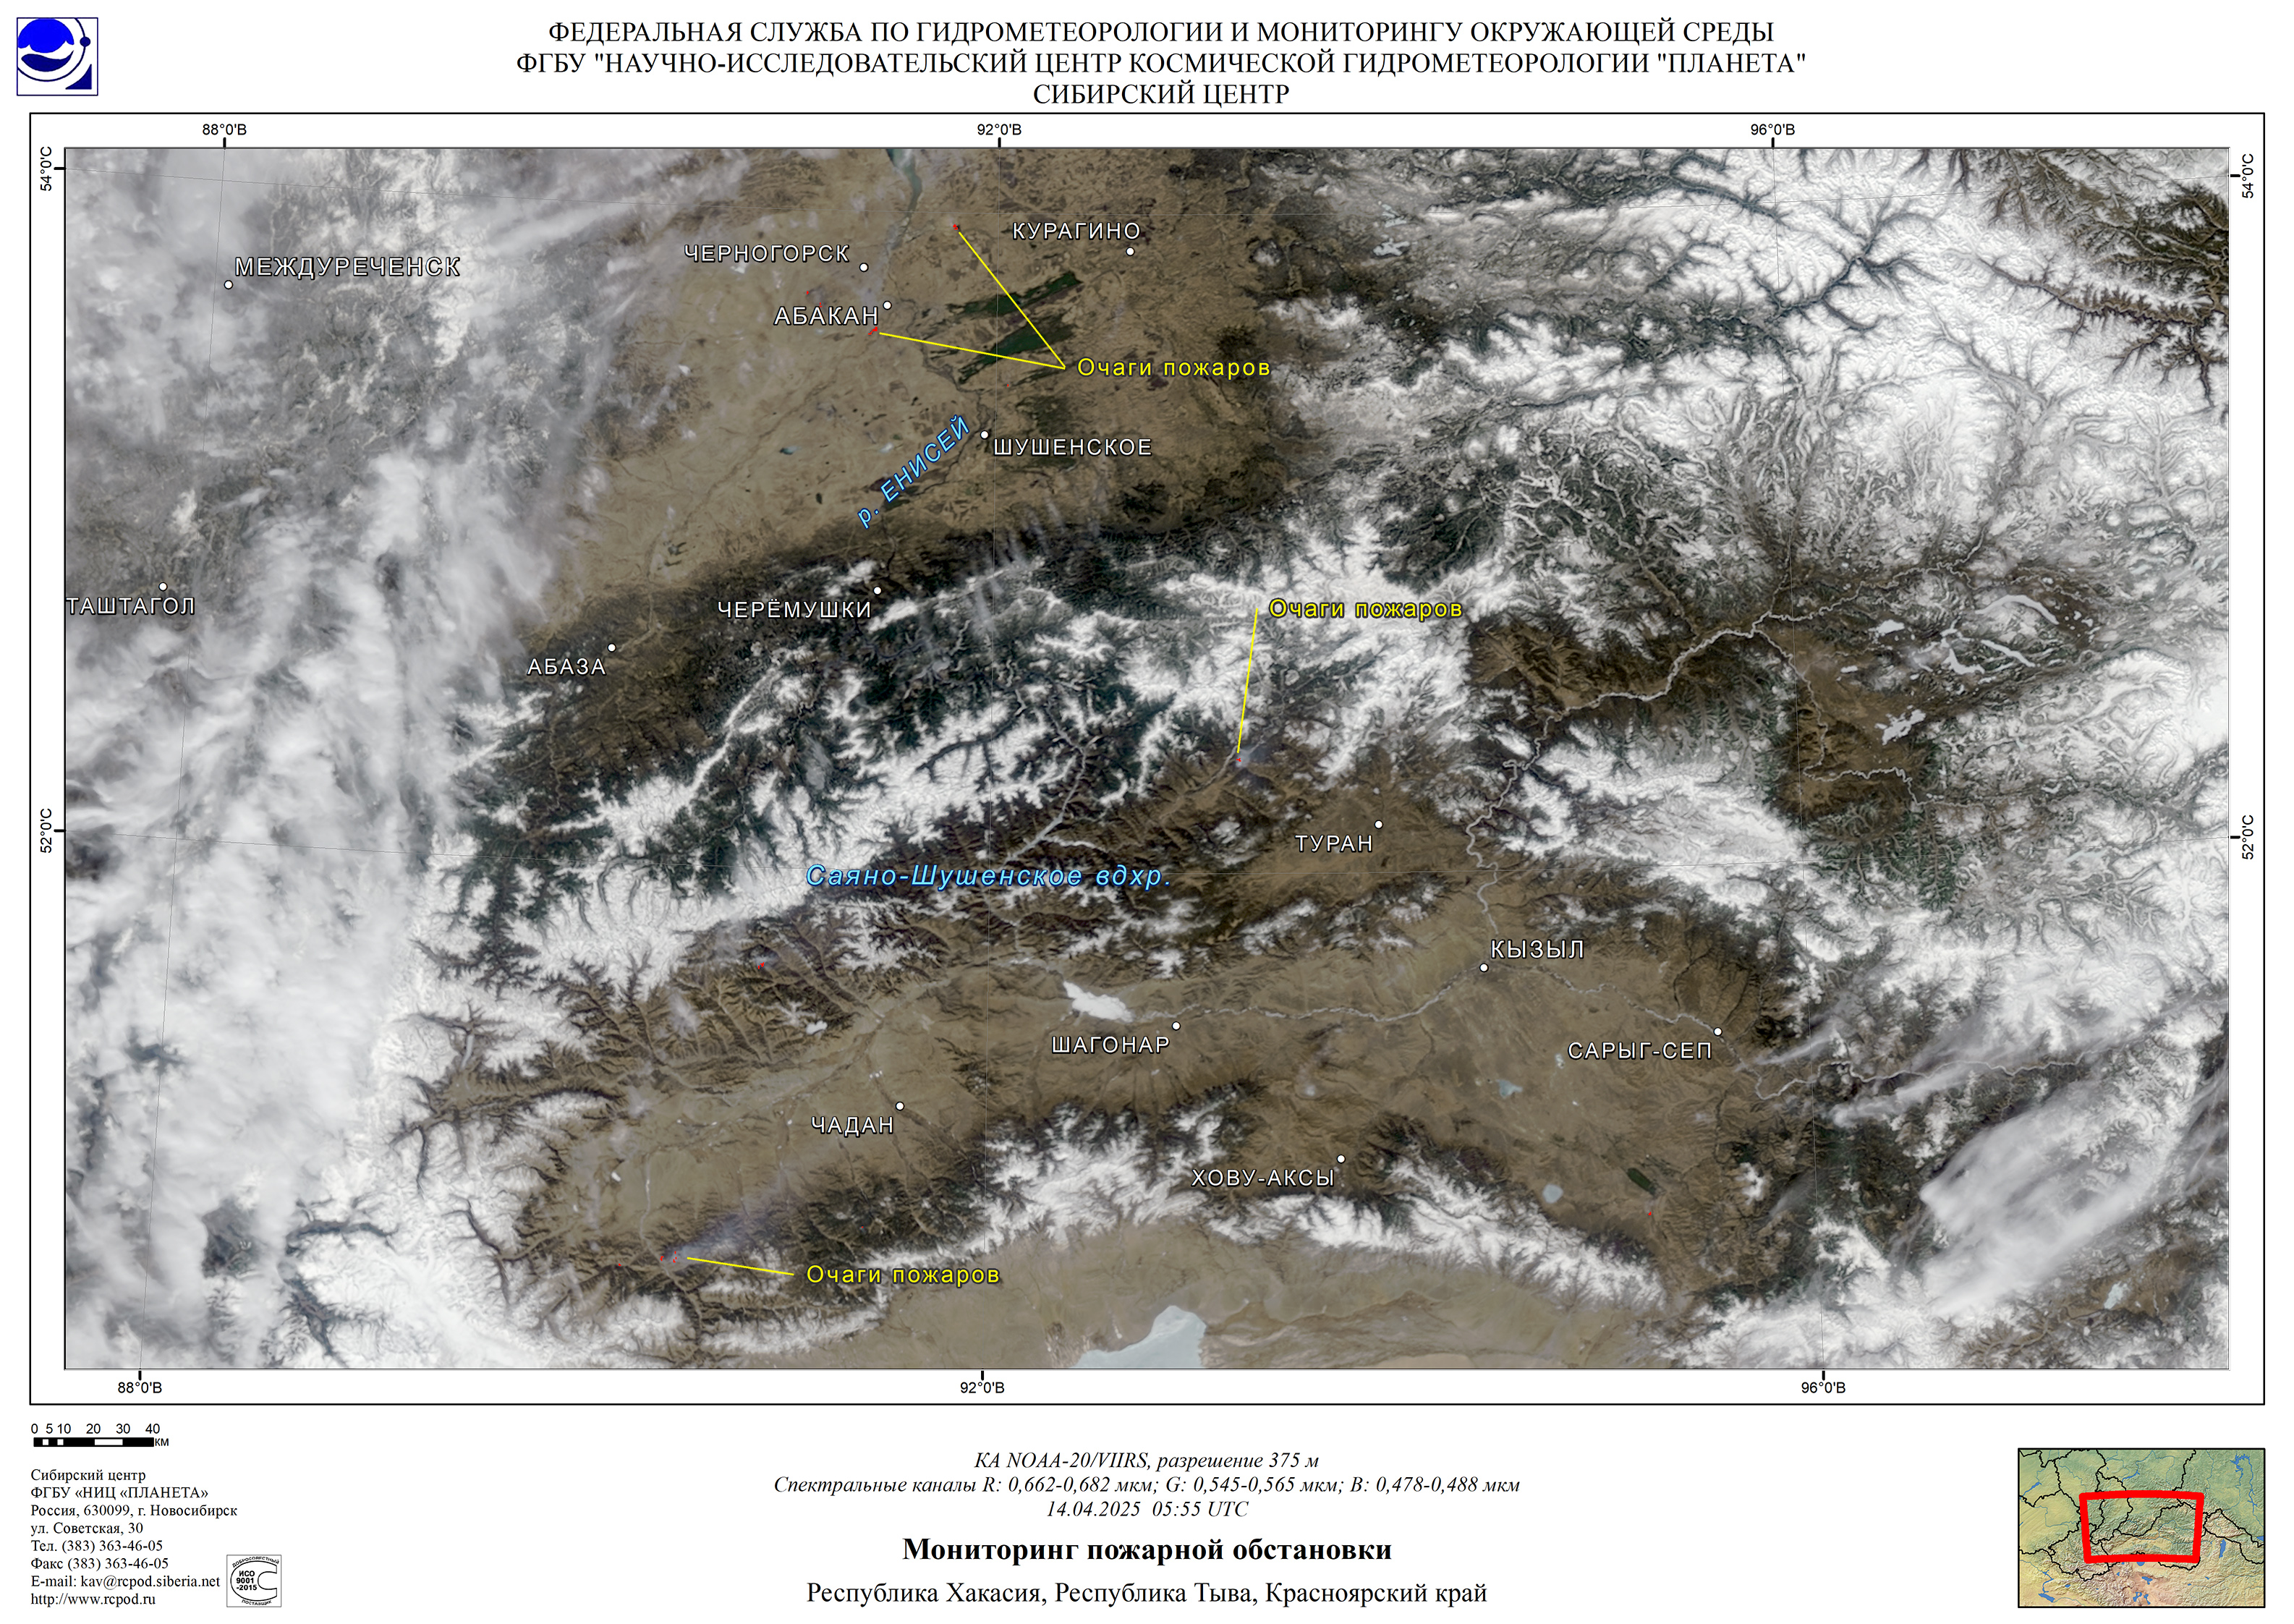 ФЕДЕРАЛЬНАЯ СЛУЖБА ПО ГИДРОМЕТЕОРОЛОГИИ И МОНИТОРИНГУ ОКРУЖАЮЩЕЙ СРЕДЫ
ФГБУ "НАУЧНО-ИССЛЕДОВАТЕЛЬСКИЙ ЦЕНТР КОСМИЧЕСКОЙ ГИДРОМЕТЕОРОЛОГИИ "ПЛАНЕТА"
СИБИРСКИЙ ЦЕНТР
88°0'В
92°0'В
96°0'В
54°0'С
54°0'С
КУРАГИНО
ЧЕРНОГОРСК
МЕЖДУРЕЧЕНСК
АБАКАН
Очаги пожаров
р. ЕНИСЕЙ
ШУШЕНСКОЕ
ТАШТАГОЛ
ЧЕРЁМУШКИ
Очаги пожаров
АБАЗА
52°0'С
52°0'С
ТУРАН
Саяно-Шушенское вдхр.
КЫЗЫЛ
ШАГОНАР
САРЫГ-СЕП
ЧАДАН
ХОВУ-АКСЫ
Очаги пожаров
88°0'В
92°0'В
96°0'В
0 5 10 20 30 40
км
КА NOAA-20/VIIRS, разрешение 375 м
Спектральные каналы R: 0,662-0,682 мкм; G: 0,545-0,565 мкм; B: 0,478-0,488 мкм
14.04.2025 05:55 UTC
Мониторинг пожарной обстановки
Республика Хакасия, Республика Тыва, Красноярский край
Сибирский центр
ФГБУ «НИЦ «ПЛАНЕТА»
Россия, 630099, г. Новосибирск
ул. Советская, 30
Тел. (383) 363-46-05
Факс (383) 363-46-05
E-mail: kav@rcpod.siberia.net
http://www.rcpod.ru
ДОБРОСОВЕСТНЫЙ
ИСО
9001
-2015
ПОСТАВЩИК